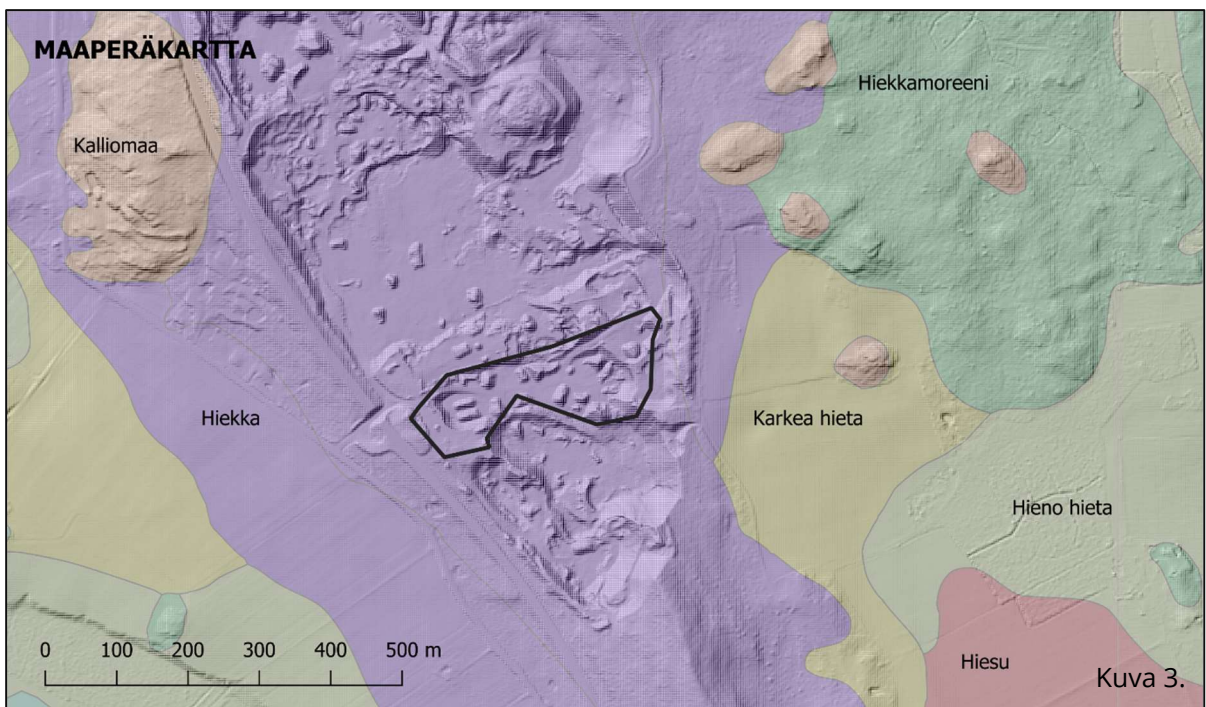 MAAPERÄKARTTA
Hiekkamoreeni
Kalliomaa
Hiekka
Karkea hieta
Hieno hieta
0 100 200 300 400 500 m
Hiesu
Kuva 3.